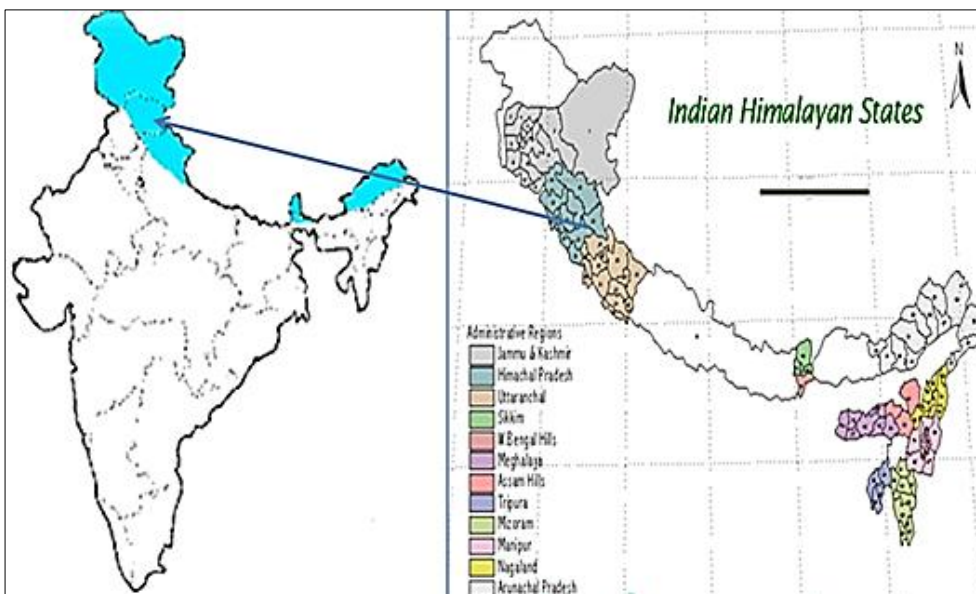 N
Indian Himalayan States
Administrative Regions
Jammu & Kashmir
Himachal Pradesh
Uttaranchal
Sikkim
W.Bengal Hills
Meghalaya
Assam Hills
Tripura
Mizoram
Manipur
Nagaland
Arunachal Pradesh